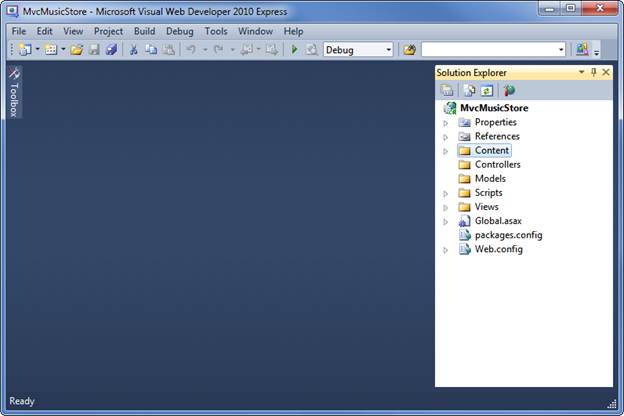 MvcMusicStore - Microsoft Visual Web Developer 2010 Express
File Edit View Project Build Debug Tools Window Help
Debug
Toolbox
Solution Explorer
MvcMusicStore
Properties
References
Content
Controllers
Models
Scripts
Views
Global.asax
packages.config
Web.config
Ready